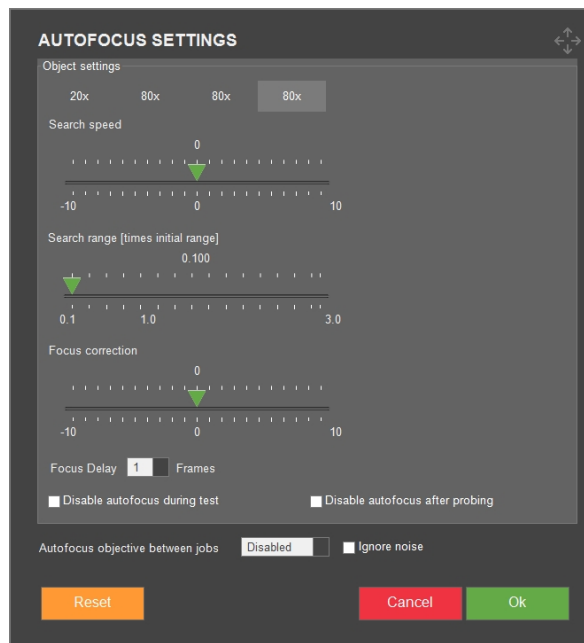 AUTOFOCUS SETTINGS
Object settings
20x 80x 80x 80x
Search speed
0
-10 0 10
Search range [times initial range]
0.100
0.1 1.0 3.0
Focus correction
0
-10 0 10
Focus Delay 1 Frames
Disable autofocus during test Disable autofocus after probing
Autofocus objective between jobs Disabled Ignore noise
Reset Cancel Ok